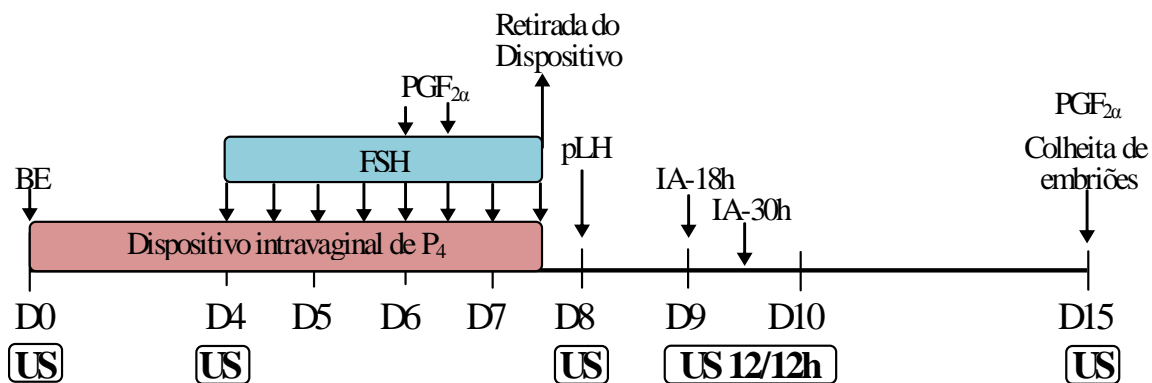 Retirada do
Dispositivo
PGF2α
PGF2α
FSH
pLH
Colheita de
embriões
BE
IA-18h
IA-30h
Dispositivo intravaginal de P4
D0
D4
D5
D6
D7
D8
D9
D10
D15
US
US
US
US 12/12h
US